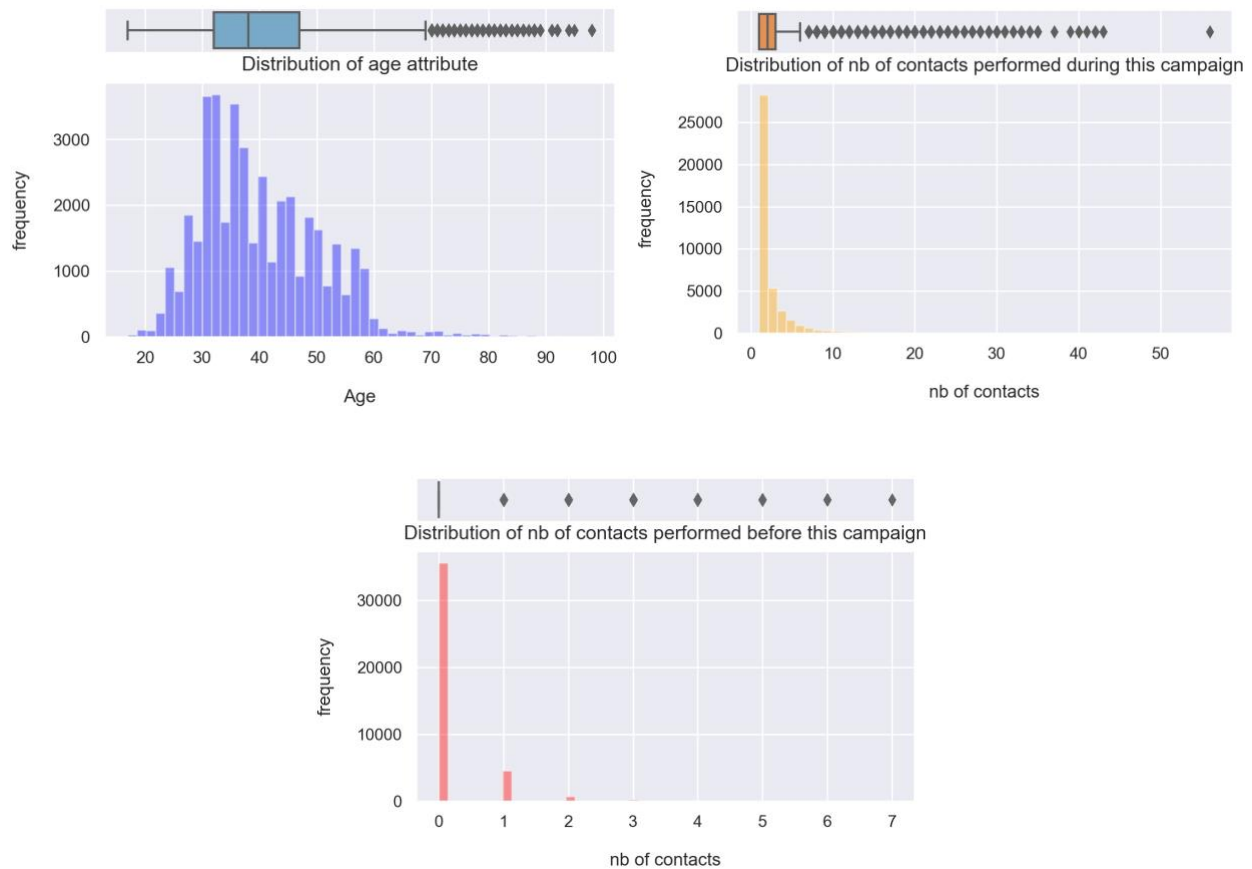 Distribution of age attribute
frequency
3000
2000
1000
0
20 30 40 50 60 70 80 90 100
Age
Distribution of nb of contacts performed during this campaign
frequency
25000
20000
15000
10000
5000
0
0 10 20 30 40 50
nb of contacts
Distribution of nb of contacts performed before this campaign
frequency
30000
20000
10000
0
0 1 2 3 4 5 6 7
nb of contacts